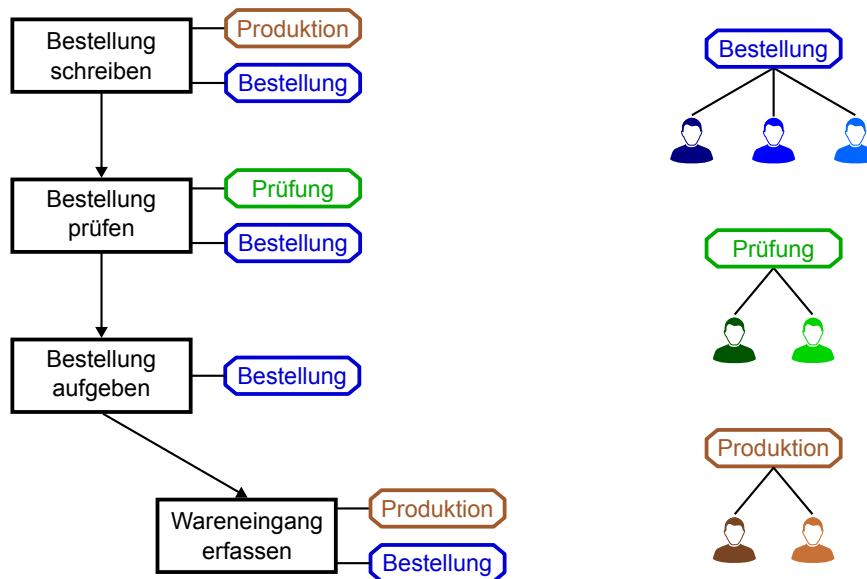 Bestellung
schreiben
Produktion
Bestellung
Bestellung
prüfen
Prüfung
Bestellung
Bestellung
aufgeben
Bestellung
Wareneingang
erfassen
Produktion
Bestellung
Bestellung
Prüfung
Produktion